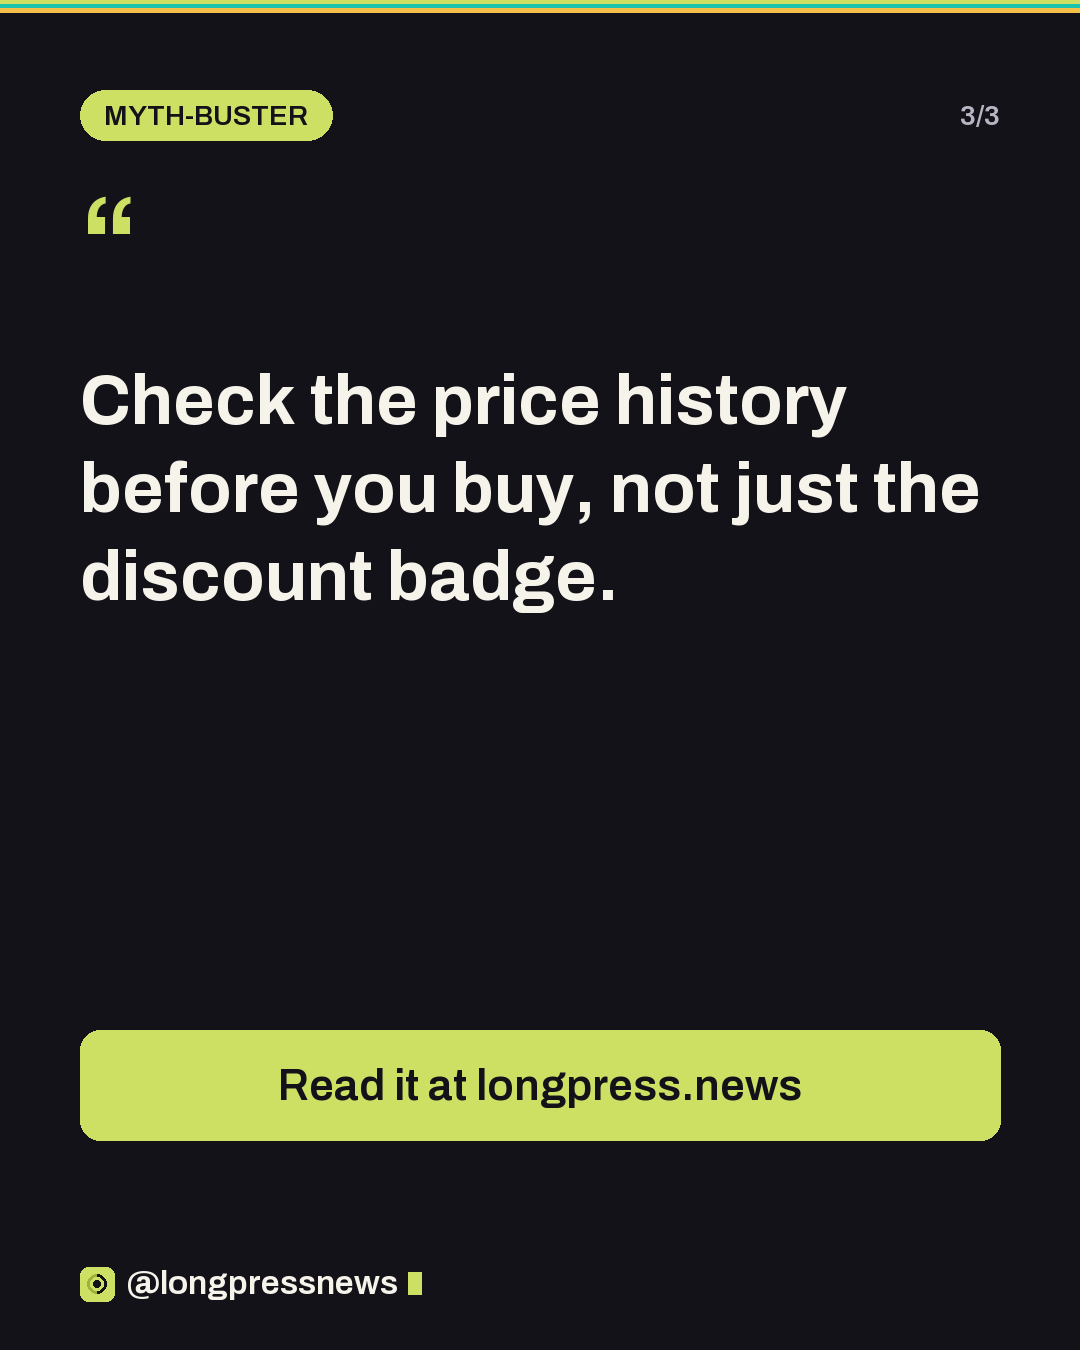 MYTH-BUSTER
3/3
“
Check the price history
before you buy, not just the
discount badge.
Read it at longpress.news
@longpressnews